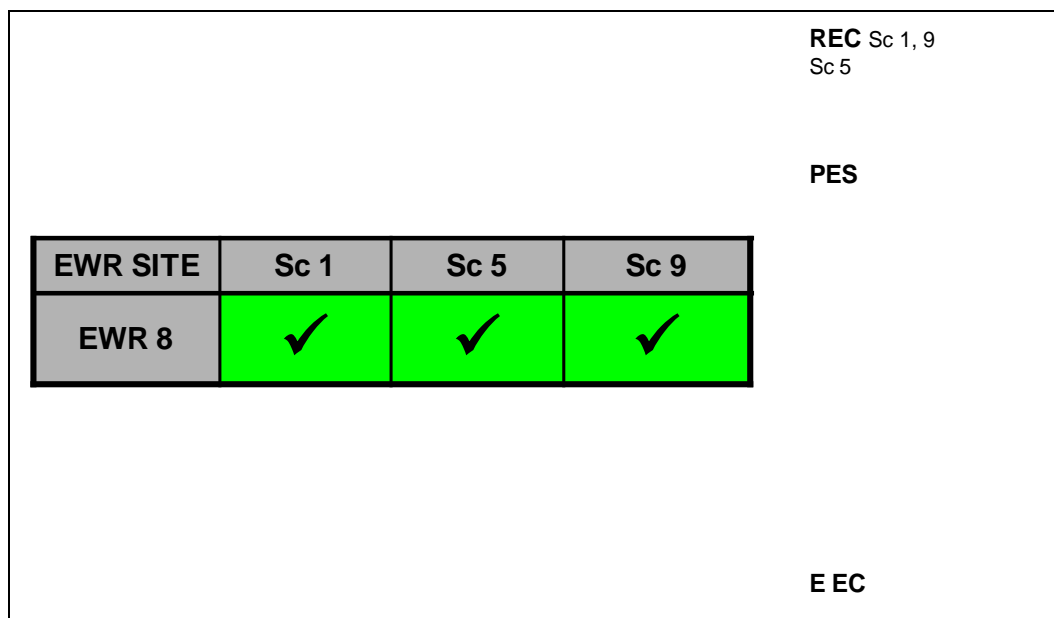 REC Sc 1, 9
Sc 5
PES
EWR SITE Sc 1 Sc 5 Sc 9
EWR 8 ✓ ✓ ✓
E EC